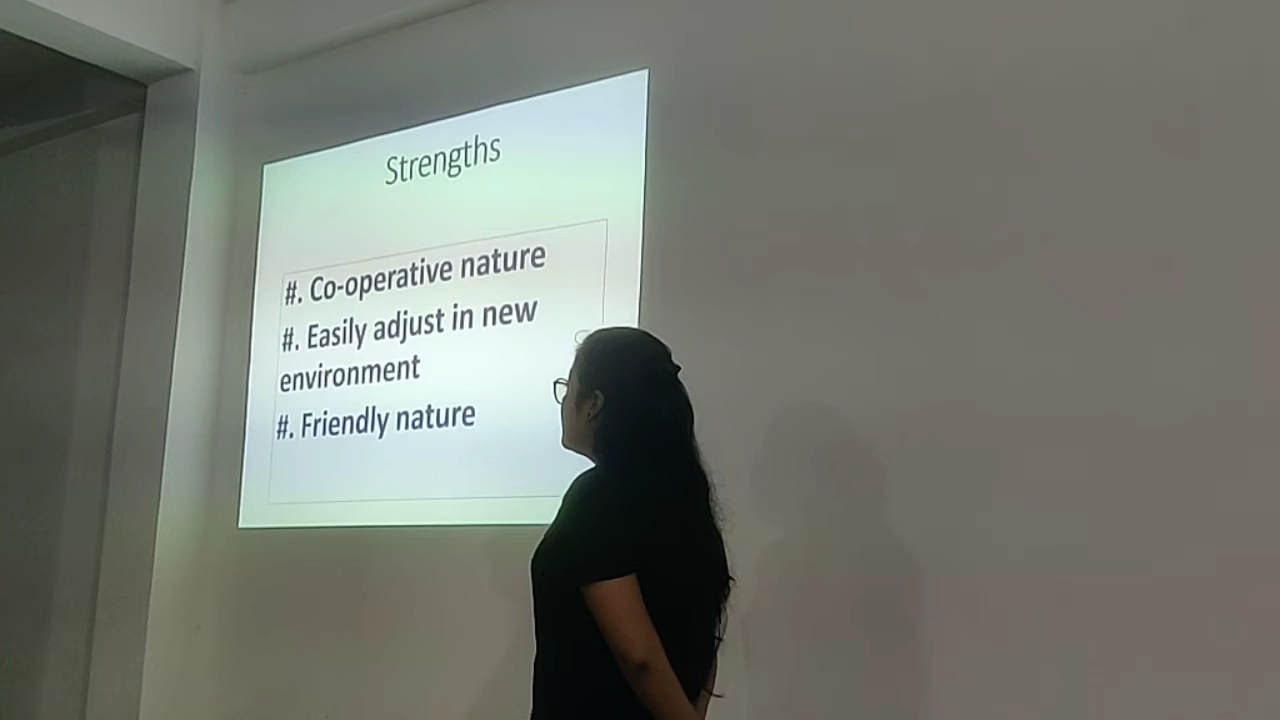 Strengths
#. Co-operative nature
#. Easily adjust in new
environment
#. Friendly nature